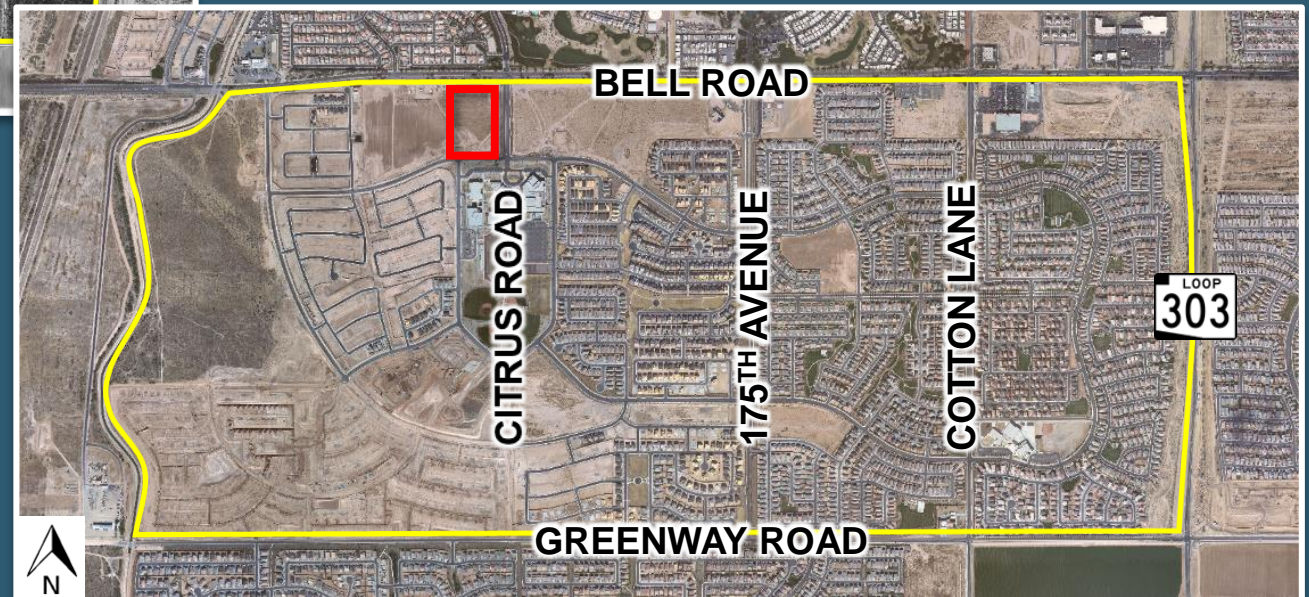 BELL ROAD
CITRUS ROAD
175TH AVENUE
COTTON LANE
LOOP
303
GREENWAY ROAD
N